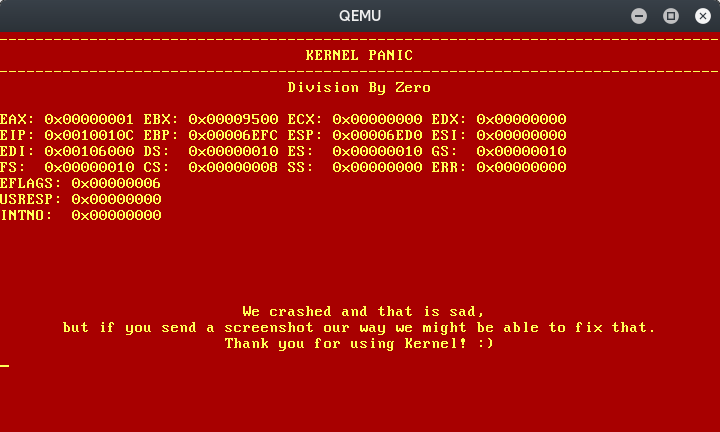 QEMU
KERNEL PANIC
Division By Zero
EAX: 0x00000001 EBX: 0x00009500 ECX: 0x00000000 EDX: 0x00000000
EIP: 0x0010010C EBP: 0x00006EFC ESP: 0x00006ED0 ESI: 0x00000000
EDI: 0x00106000 DS:  0x00000010 ES:  0x00000010 GS:  0x00000010
FS:  0x00000010 CS:  0x00000008 SS:  0x00000000 ERR: 0x00000000
EFLAGS: 0x00000006
USRESP: 0x00000000
INTNO:  0x00000000
We crashed and that is sad,
but if you send a screenshot our way we might be able to fix that.
Thank you for using Kernel! :)